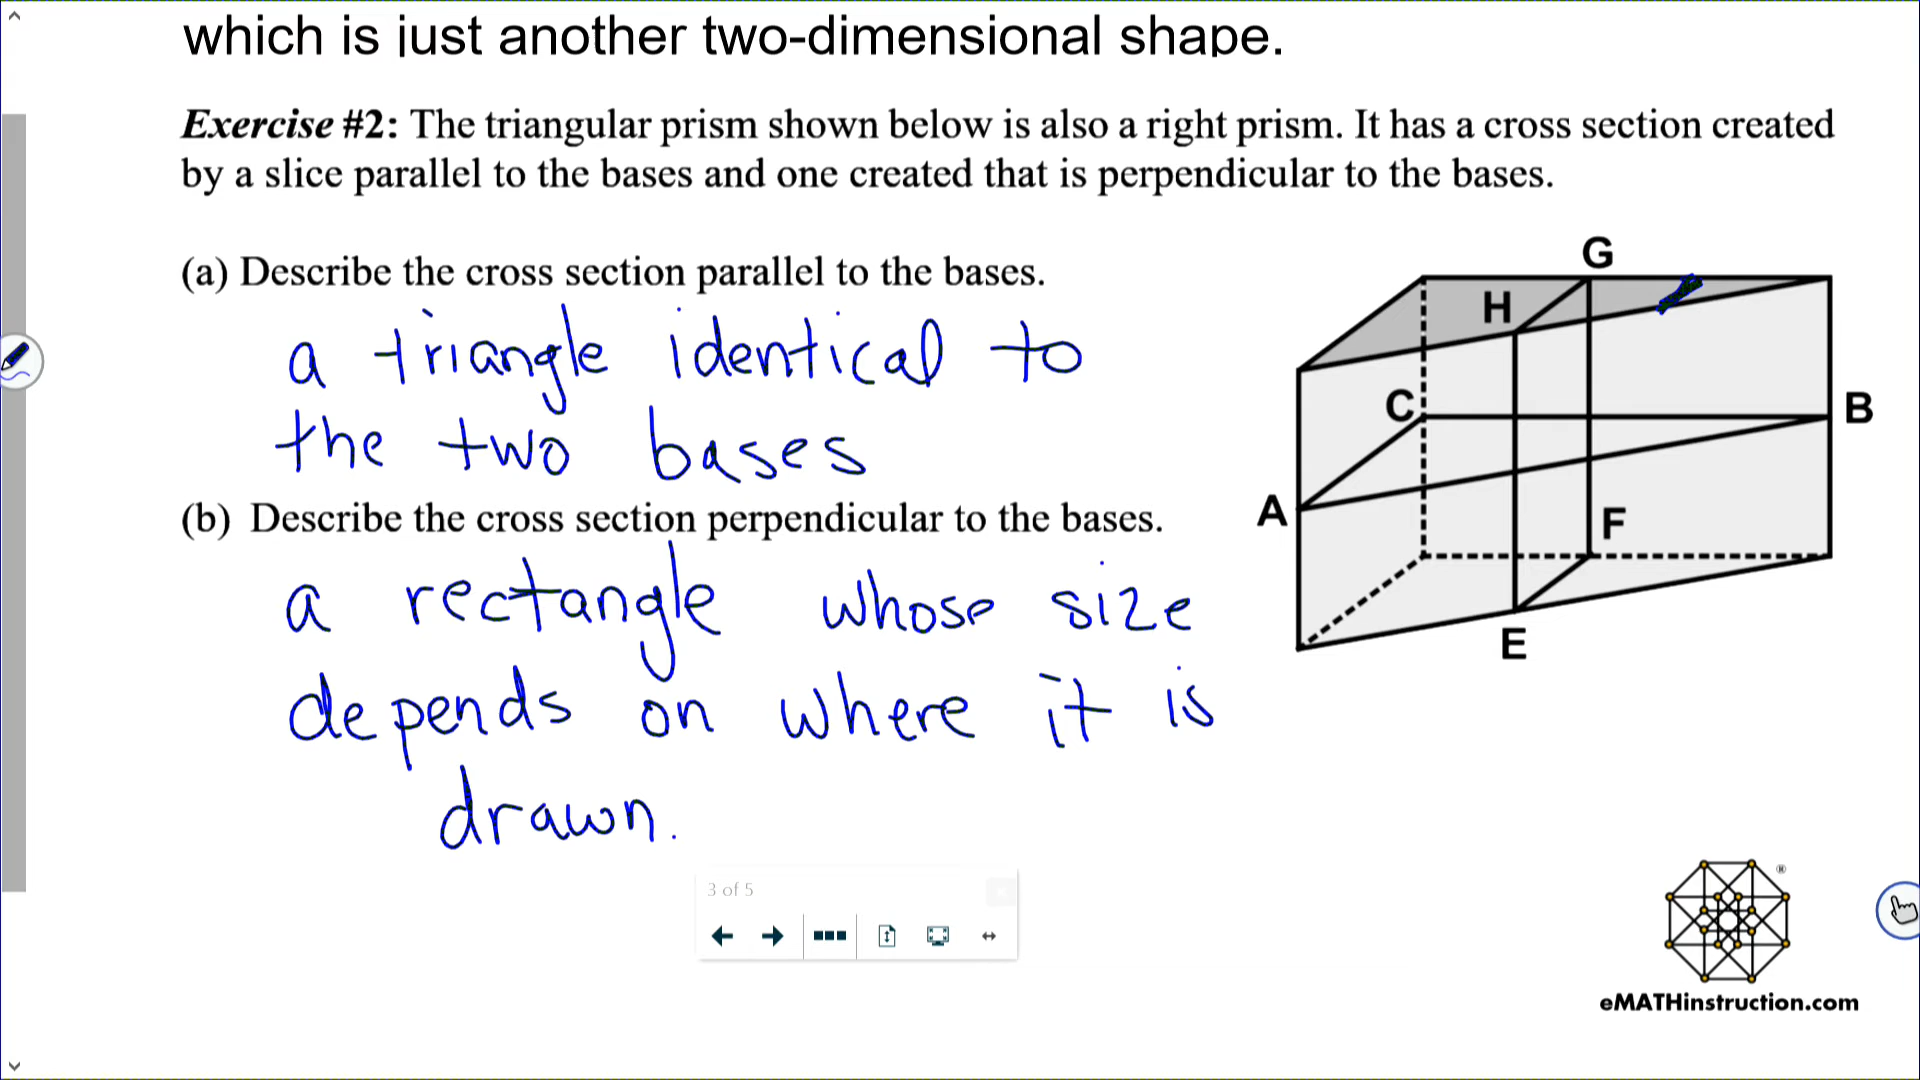 which is just another two-dimensional shape.
Exercise #2: The triangular prism shown below is also a right prism. It has a cross section created
by a slice parallel to the bases and one created that is perpendicular to the bases.
(a) Describe the cross section parallel to the bases.
a triangle identical to
the two bases
(b) Describe the cross section perpendicular to the bases.
a rectangle whose size
depends on where it is
drawn.
G
H
C
B
A
F
E
3 of 5
®
eMATHinstruction.com